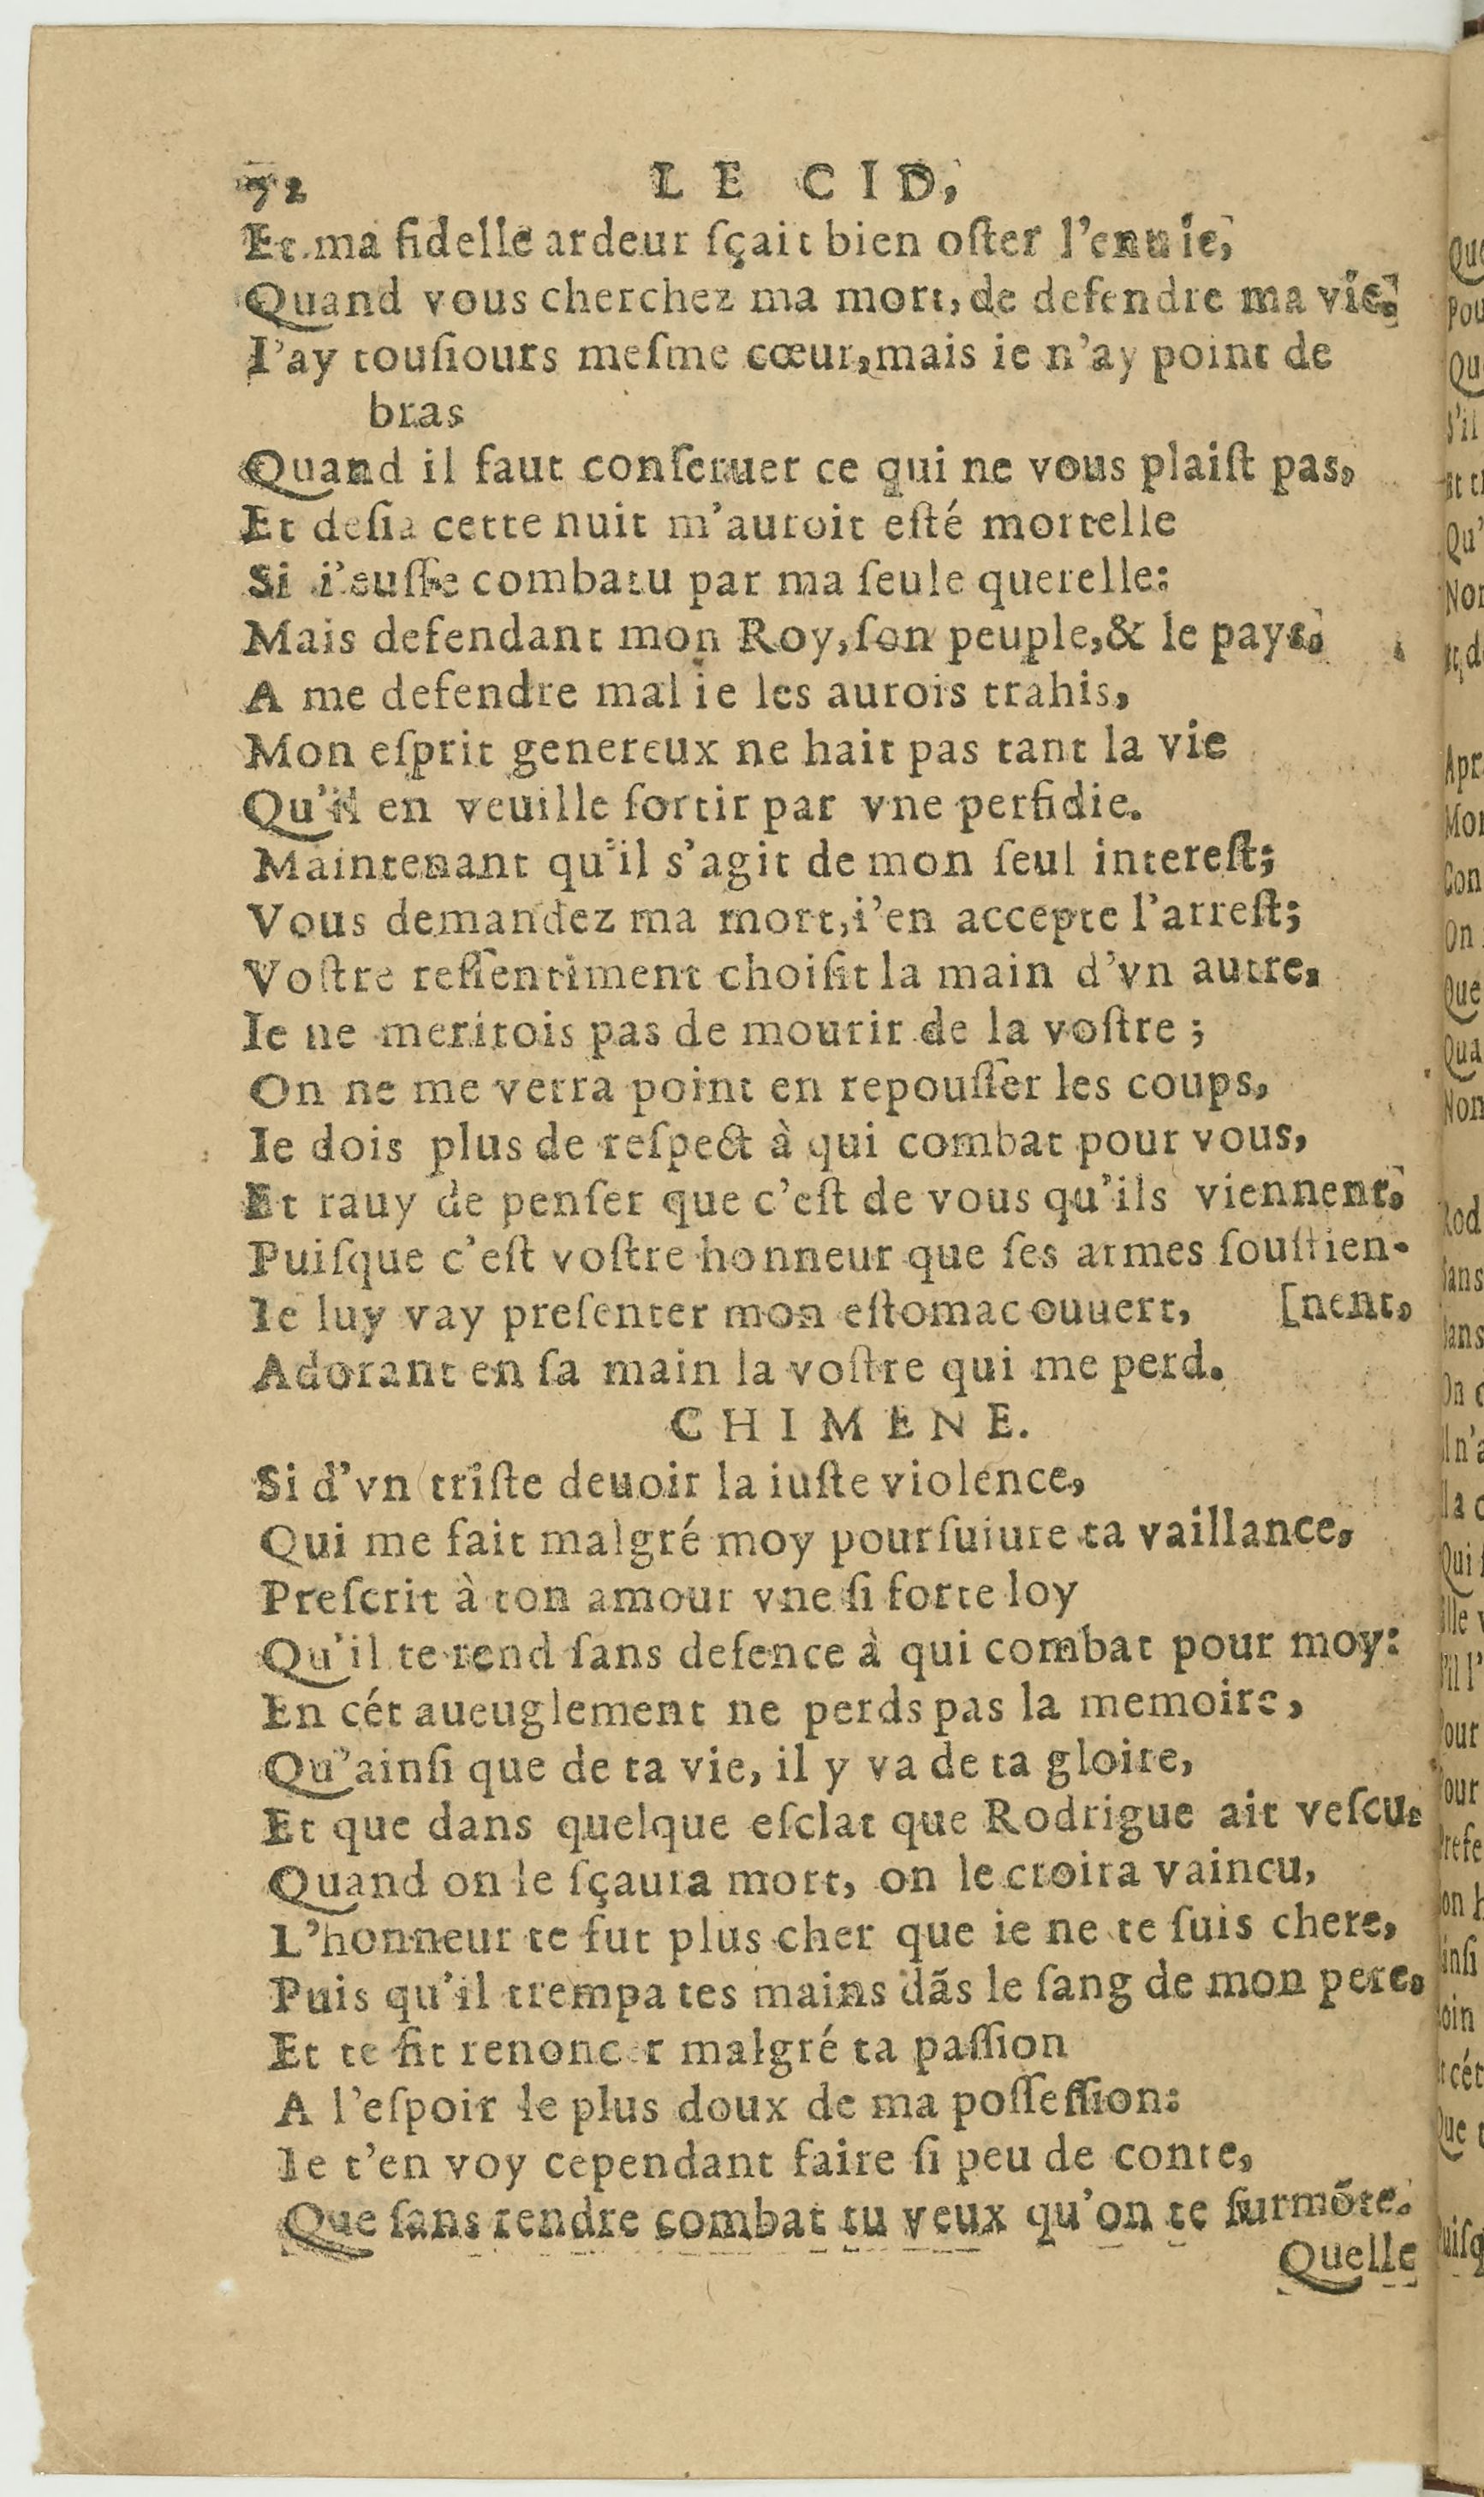 72 LE CID,
Et ma fidelle ardeur ſçait bien oſter l'enuie,
Quand vous cherchez ma mort, de defendre ma vie.
I'ay touſiours meſme cœur, mais ie n'ay point de
bras
Quand il faut conſeruer ce qui ne vous plaiſt pas,
Et deſia cette nuit m'auroit eſté mortelle
Si i'euſſe combatu par ma ſeule querelle:
Mais defendant mon Roy, ſon peuple, & le pays,
A me defendre mal ie les aurois trahis,
Mon eſprit genereux ne hait pas tant la vie
Qu'il en veuille ſortir par vne perfidie.
Maintenant qu'il s'agit de mon ſeul intereſt;
Vous demandez ma mort, i'en accepte l'arreſt;
Voſtre reſſentiment choiſit la main d'vn autre,
Ie ne meritois pas de mourir de la voſtre;
On ne me verra point en repouſſer les coups,
Ie dois plus de reſpect à qui combat pour vous,
Et rauy de penſer que c'eſt de vous qu'ils viennent,
Puiſque c'eſt voſtre honneur que ſes armes ſouſtien-
Ie luy vay preſenter mon eſtomac ouuert, [nent,
Adorant en ſa main la voſtre qui me perd.
CHIMENE.
Si d'vn triſte deuoir la iuſte violence,
Qui me fait malgré moy pourſuiure ta vaillance,
Preſcrit à ton amour vne ſi forte loy
Qu'il te rend ſans defence à qui combat pour moy:
En cét aueuglement ne perds pas la memoire,
Qu'ainſi que de ta vie, il y va de ta gloire,
Et que dans quelque eſclat que Rodrigue ait veſcu,
Quand on le ſçaura mort, on le croira vaincu,
L'honneur te fut plus cher que ie ne te ſuis chere,
Puis qu'il trempa tes mains dãs le ſang de mon pere,
Et te fit renoncer malgré ta paſſion
A l'eſpoir le plus doux de ma poſſeſſion:
Ie t'en voy cependant faire ſi peu de conte,
Que ſans rendre combat tu veux qu'on te ſurmõte.
Quelle